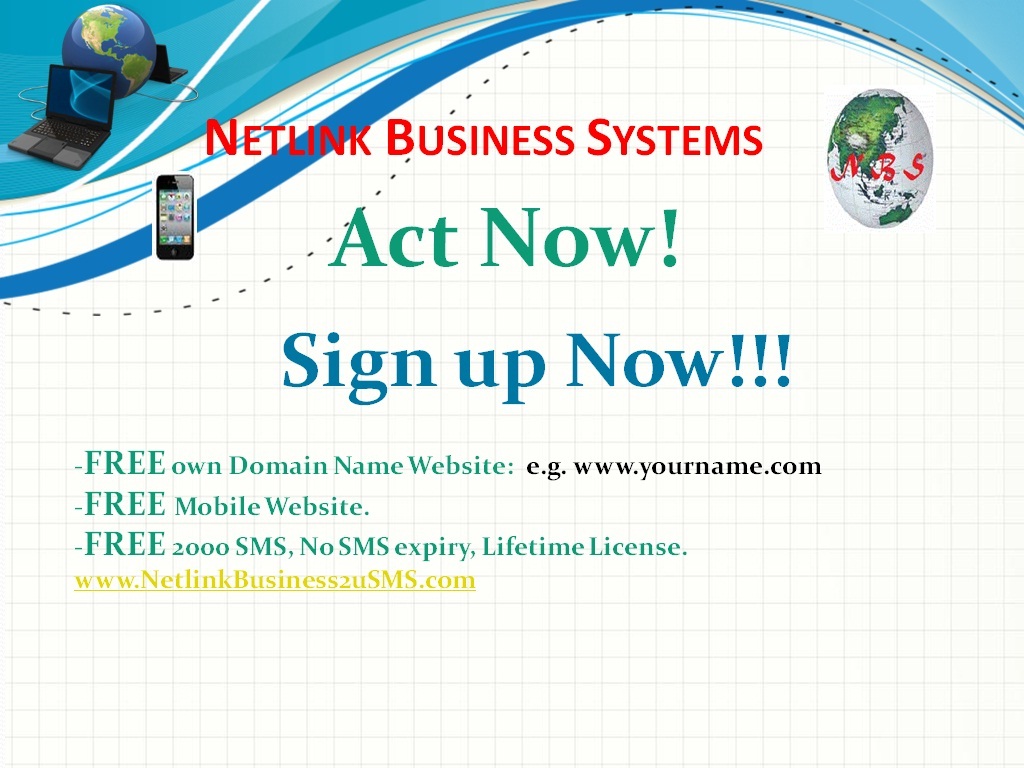 NETLINK BUSINESS SYSTEMS
NBS
Act Now!
Sign up Now!!!
-FREE own Domain Name Website: e.g. www.yourname.com
-FREE Mobile Website.
-FREE 2000 SMS, No SMS expiry, Lifetime License.
www.NetlinkBusiness2uSMS.com